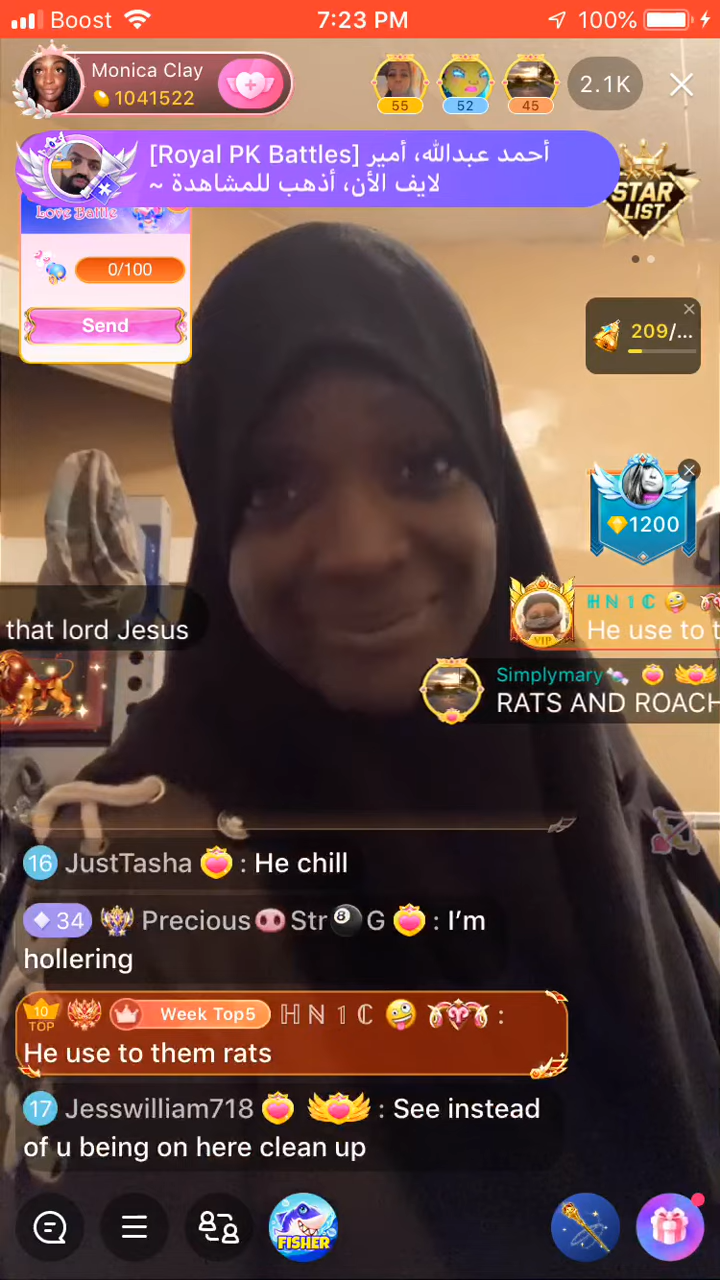 Boost
7:23 PM
100%
Monica Clay
1041522
55
52
45
2.1K
[Royal PK Battles] أحمد عبدالله، أمير
لايف الأن، أذهب للمشاهدة ~
STAR
LIST
Love Battle
0/100
Send
209/...
1200
that lord Jesus
ℍ ℕ 𝟙 ℂ 🤪
VIP
He use to t
Simplymary🍬
RATS AND ROACH
16 JustTasha : He chill
34 Precious🐽Str🎱G : I’m
hollering
10 TOP Week Top5 ℍ ℕ 𝟙 ℂ 🤪 :
He use to them rats
17 Jesswilliam718 : See instead
of u being on here clean up
FISHER